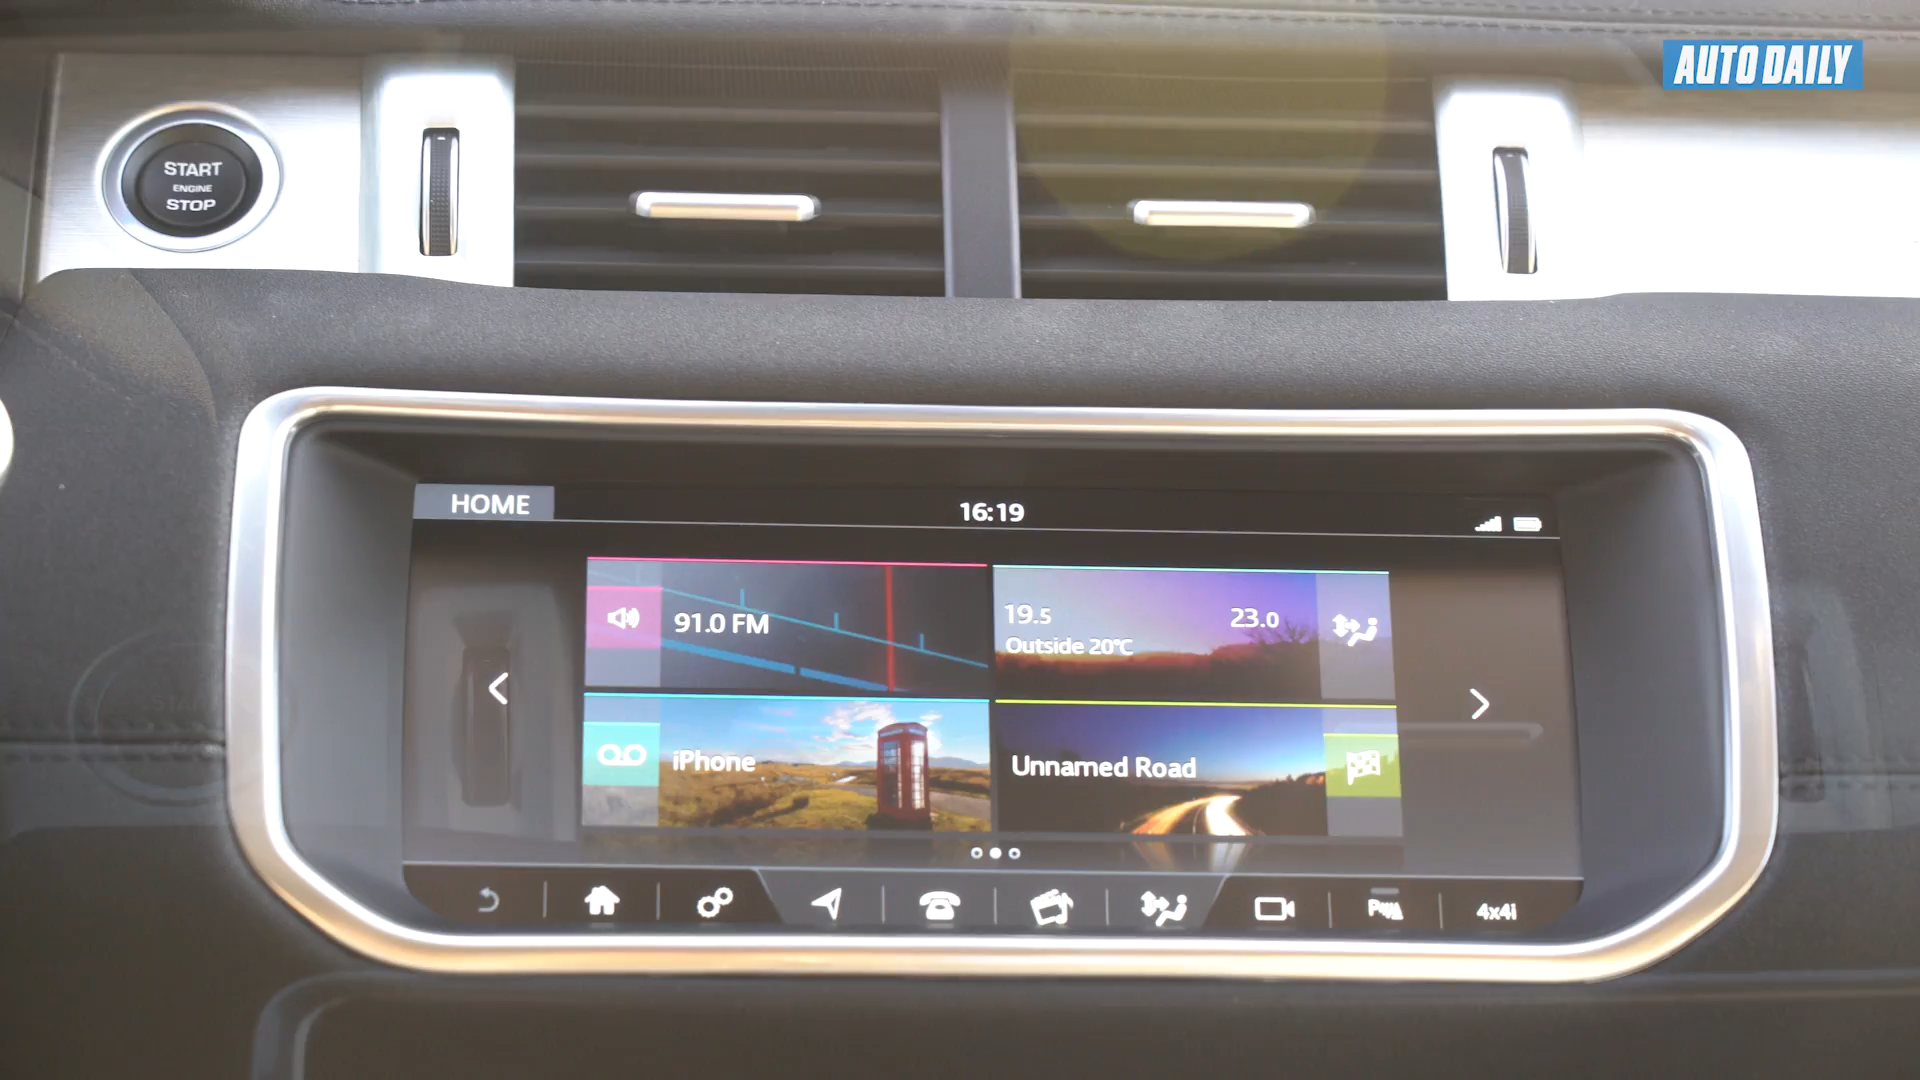 AUTO DAILY
START
ENGINE
STOP
HOME
16:19
91.0 FM
19.5
23.0
Outside 20°C
iPhone
Unnamed Road
4x4i